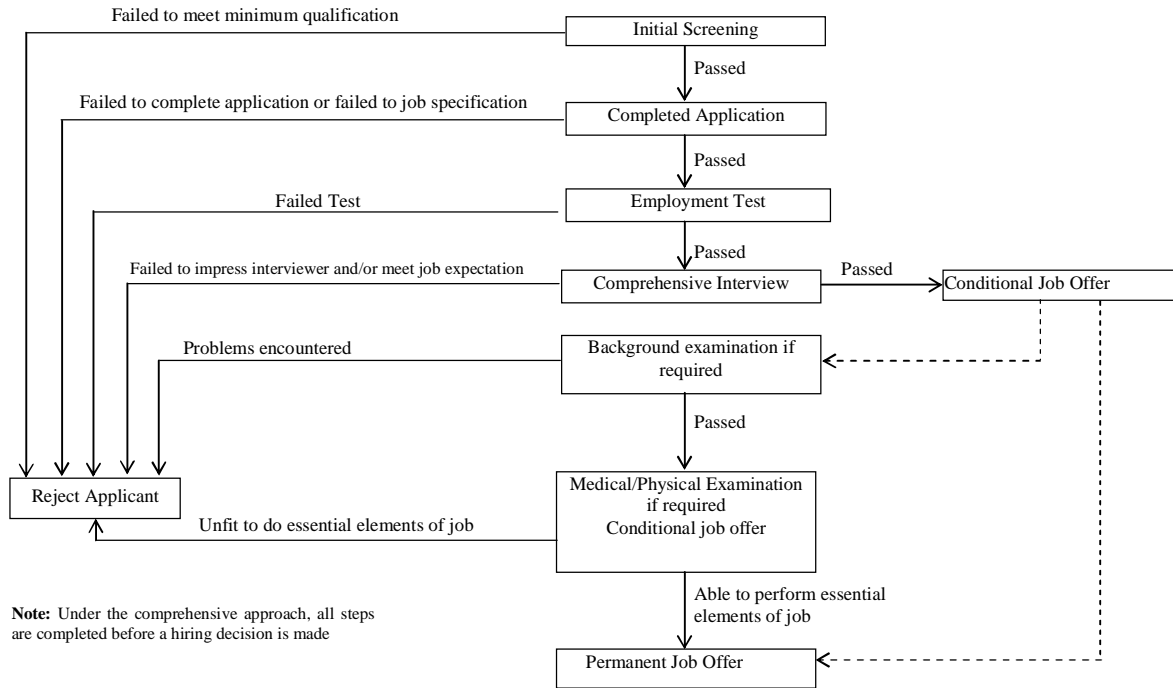 Failed to meet minimum qualification
Initial Screening
Passed
Failed to complete application or failed to job specification
Completed Application
Passed
Failed Test
Employment Test
Passed
Failed to impress interviewer and/or meet job expectation
Comprehensive Interview
Passed
Conditional Job Offer
Problems encountered
Background examination if
required
Passed
Reject Applicant
Medical/Physical Examination
if required
Conditional job offer
Unfit to do essential elements of job
Able to perform essential
elements of job
Note: Under the comprehensive approach, all steps
are completed before a hiring decision is made
Permanent Job Offer